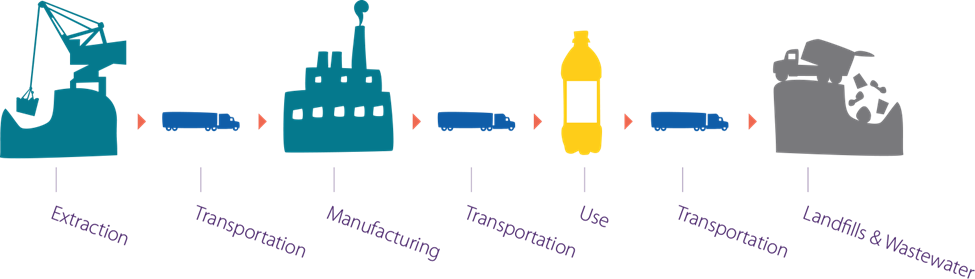 Extraction
Transportation
Manufacturing
Transportation
Use
Transportation
Landfills & Wastewater